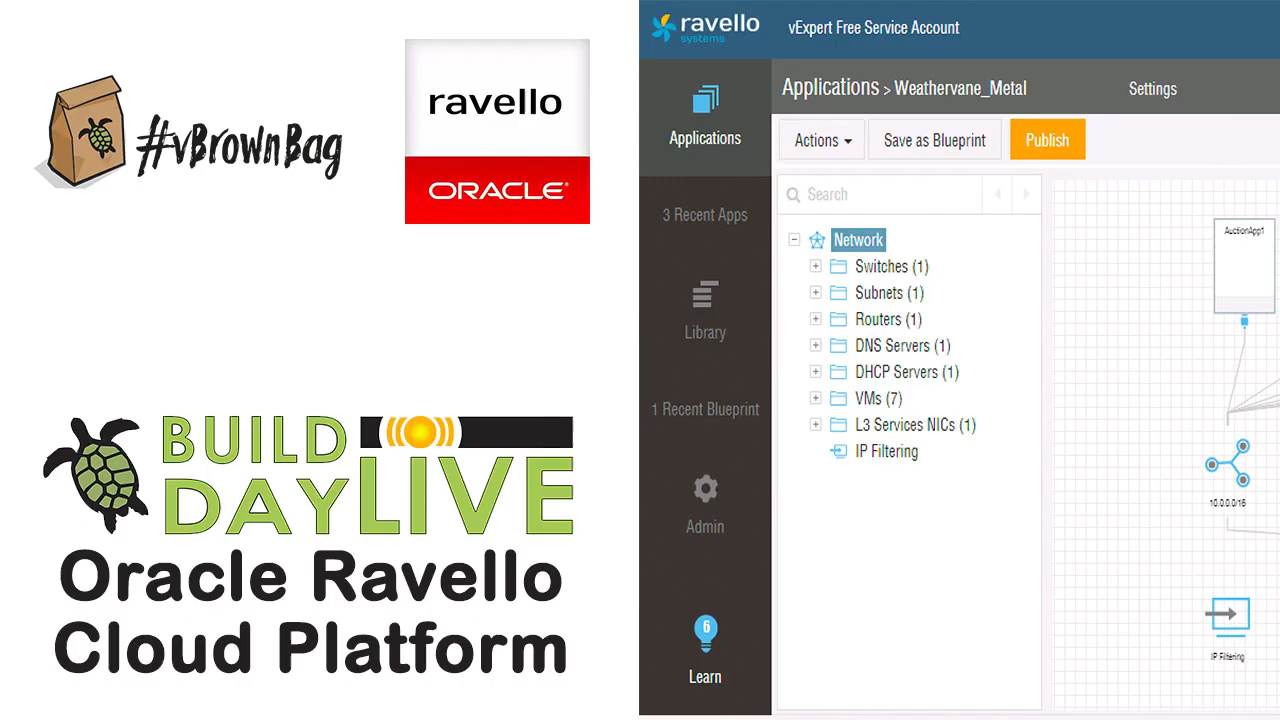 #vBrownBag
ravello
ORACLE®
BUILD
DAY LIVE
Oracle Ravello
Cloud Platform
ravello
systems
vExpert Free Service Account
Applications
3 Recent Apps
Library
1 Recent Blueprint
Admin
6
Learn
Applications > Weathervane_Metal
Settings
Actions
Save as Blueprint
Publish
Search
Network
Switches (1)
Subnets (1)
Routers (1)
DNS Servers (1)
DHCP Servers (1)
VMs (7)
L3 Services NICs (1)
IP Filtering
AuctionApp1
10.0.0.0/16
IP Filtering